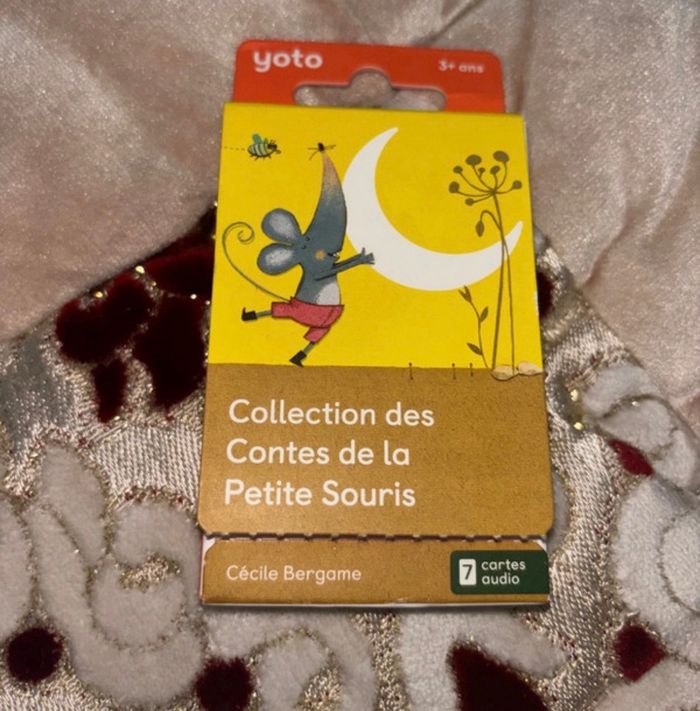 yoto
3+ ans
Collection des
Contes de la
Petite Souris
Cécile Bergame
7 cartes
audio